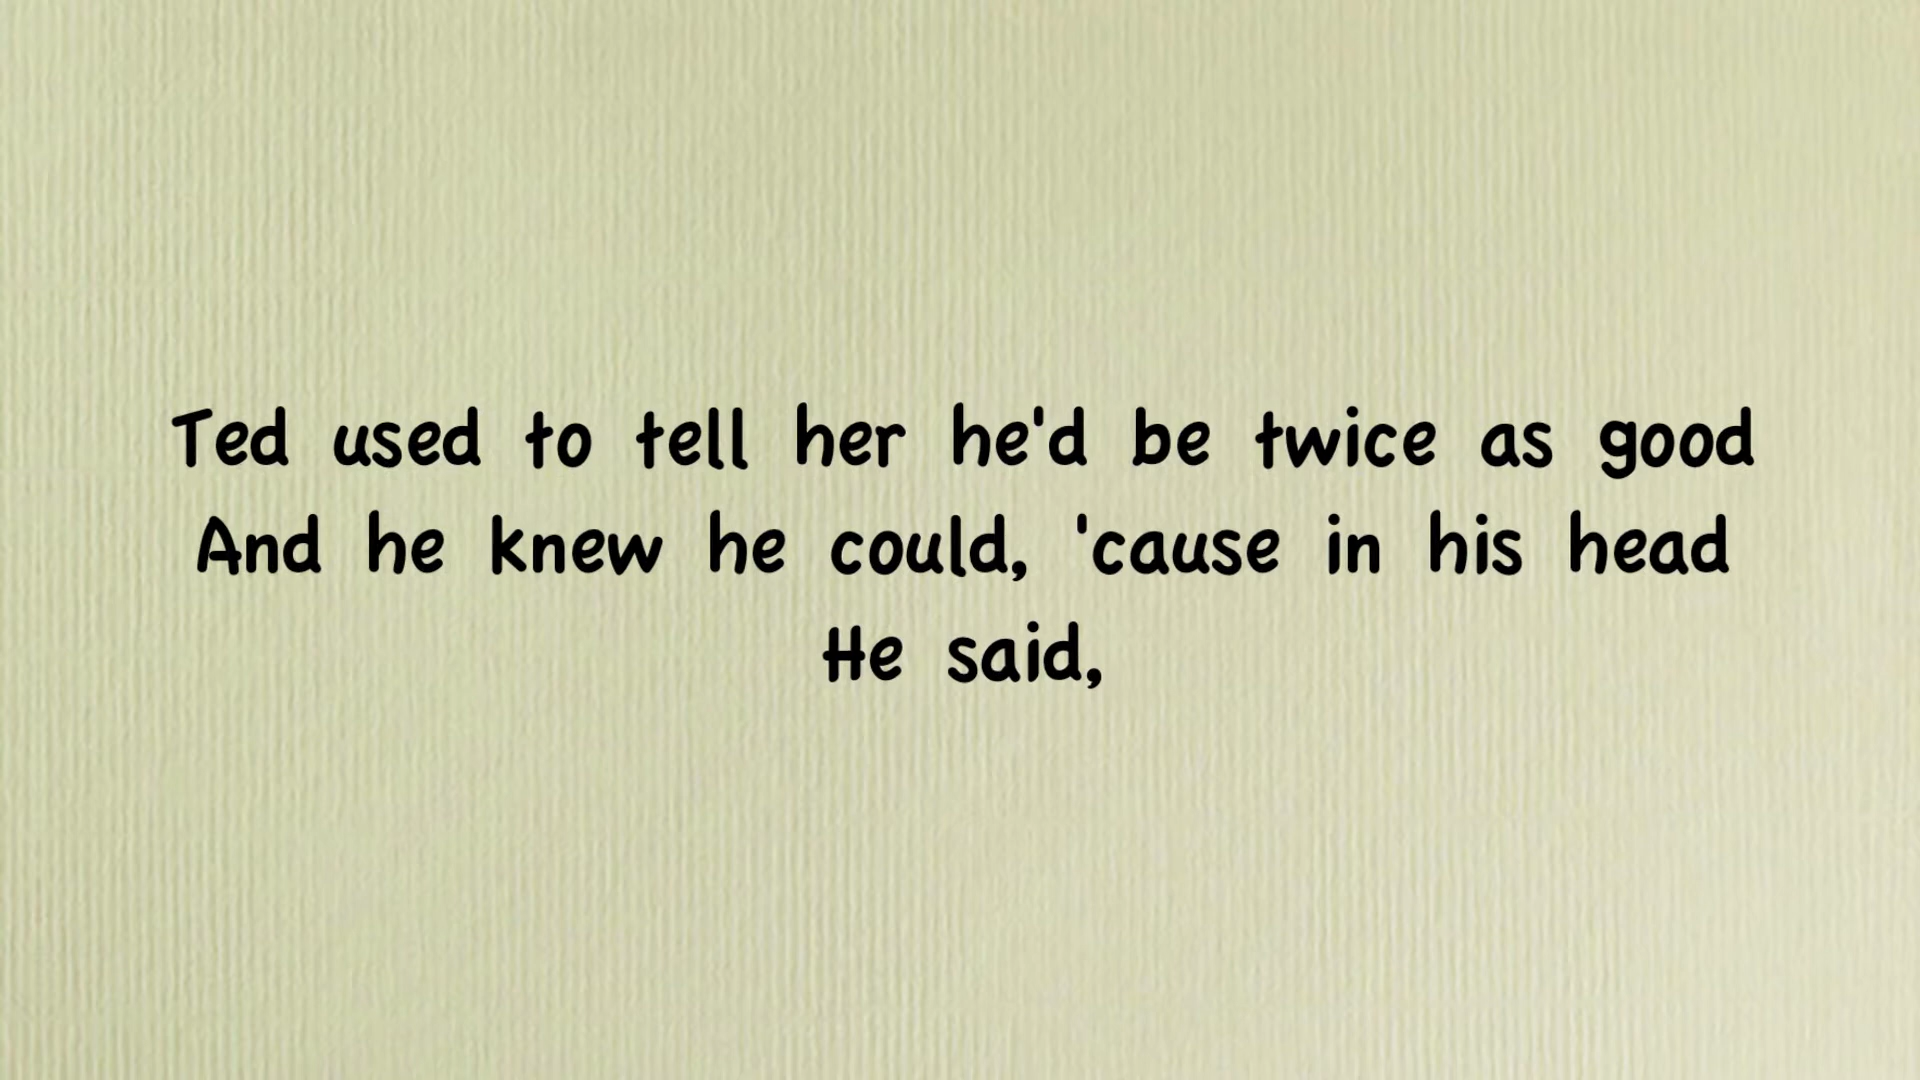 Ted used to tell her he'd be twice as good
And he knew he could, 'cause in his head
He said,